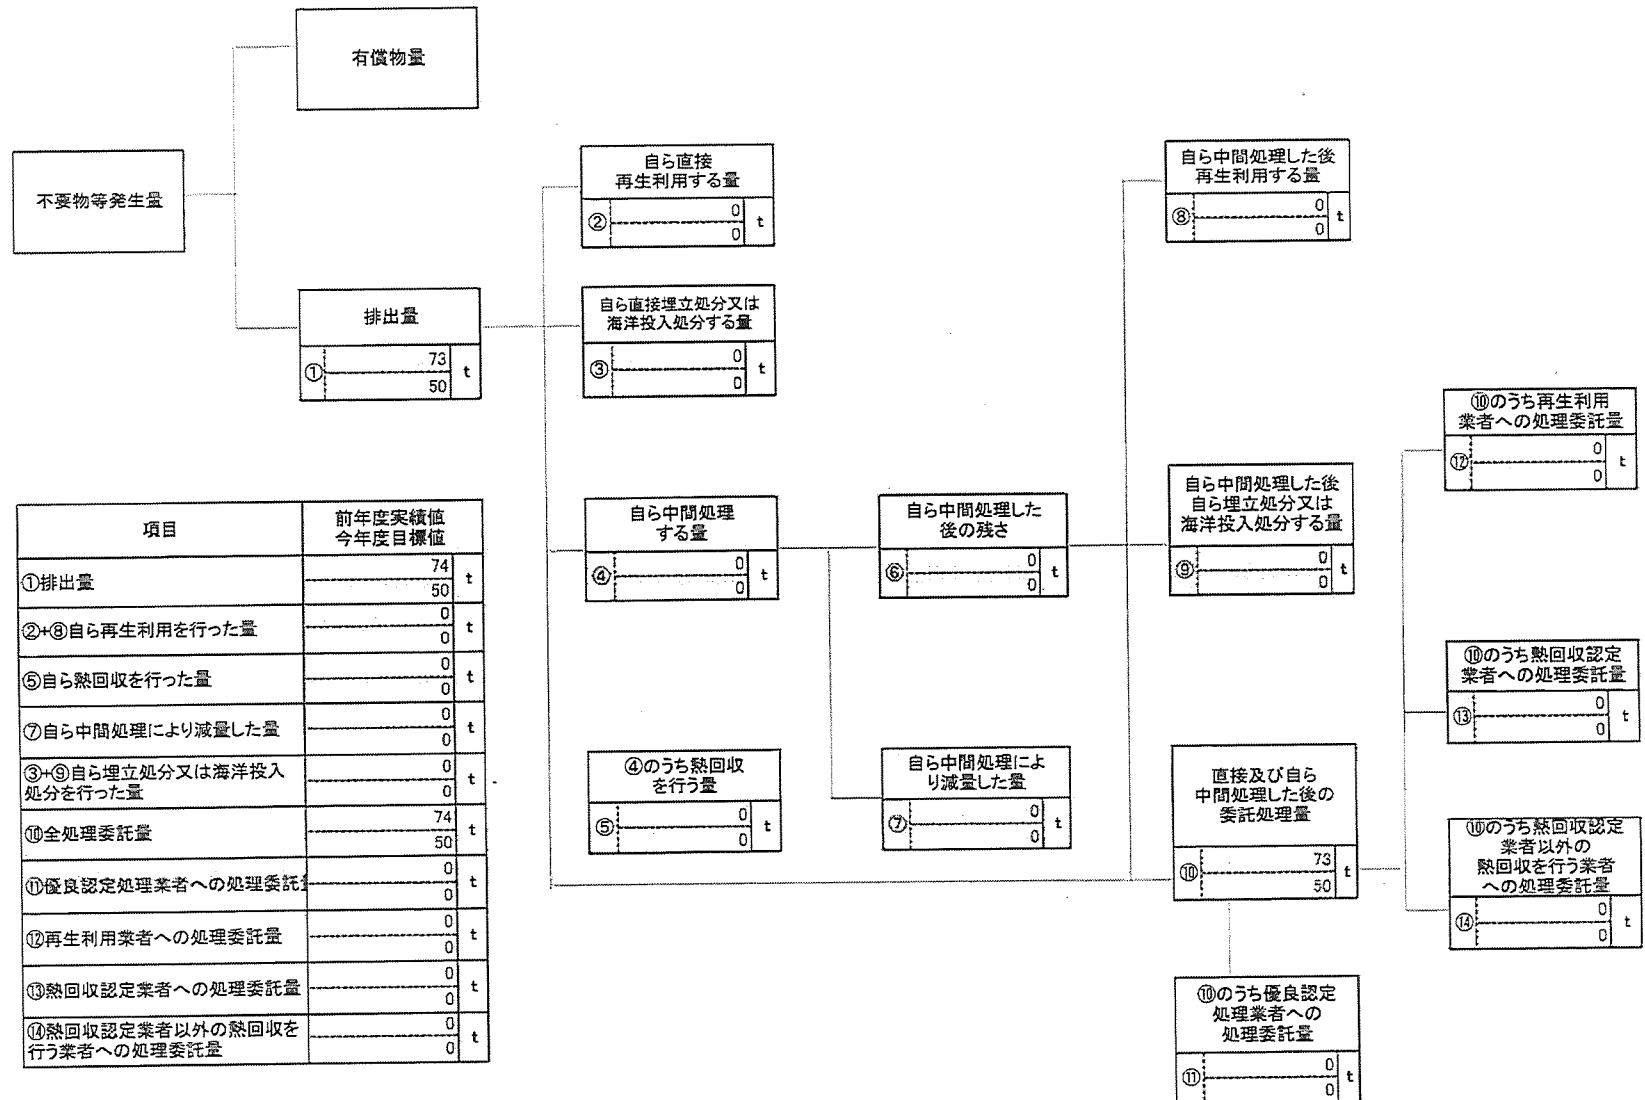 有償物量
不要物等発生量
排出量
①
73
50
t
自ら直接
再生利用する量
②
0
0
t
自ら直接埋立処分又は
海洋投入処分する量
③
0
0
t
自ら中間処理
する量
④
0
0
t
④のうち熱回収
を行う量
⑤
0
0
t
自ら中間処理した
後の残さ
⑥
0
0
t
自ら中間処理によ
り減量した量
⑦
0
0
t
自ら中間処理した後
再生利用する量
⑧
0
0
t
自ら中間処理した後
自ら埋立処分又は
海洋投入処分する量
⑨
0
0
t
直接及び自ら
中間処理した後の
委託処理量
⑩
73
50
t
⑩のうち優良認定
処理業者への
処理委託量
⑪
0
0
t
⑩のうち再生利用
業者への処理委託量
⑫
0
0
t
⑩のうち熱回収認定
業者への処理委託量
⑬
0
0
t
⑩のうち熱回収認定
業者以外の
熱回収を行う業者
への処理委託量
⑭
0
0
t
項目
前年度実績値
今年度目標値
①排出量
74
50
t
②+⑧自ら再生利用を行った量
0
0
t
⑤自ら熱回収を行った量
0
0
t
⑦自ら中間処理により減量した量
0
0
t
③+⑨自ら埋立処分又は海洋投入
処分を行った量
0
0
t
⑩全処理委託量
74
50
t
⑪優良認定処理業者への処理委託
0
0
t
⑫再生利用業者への処理委託量
0
0
t
⑬熱回収認定業者への処理委託量
0
0
t
⑭熱回収認定業者以外の熱回収を
行う業者への処理委託量
0
0
t